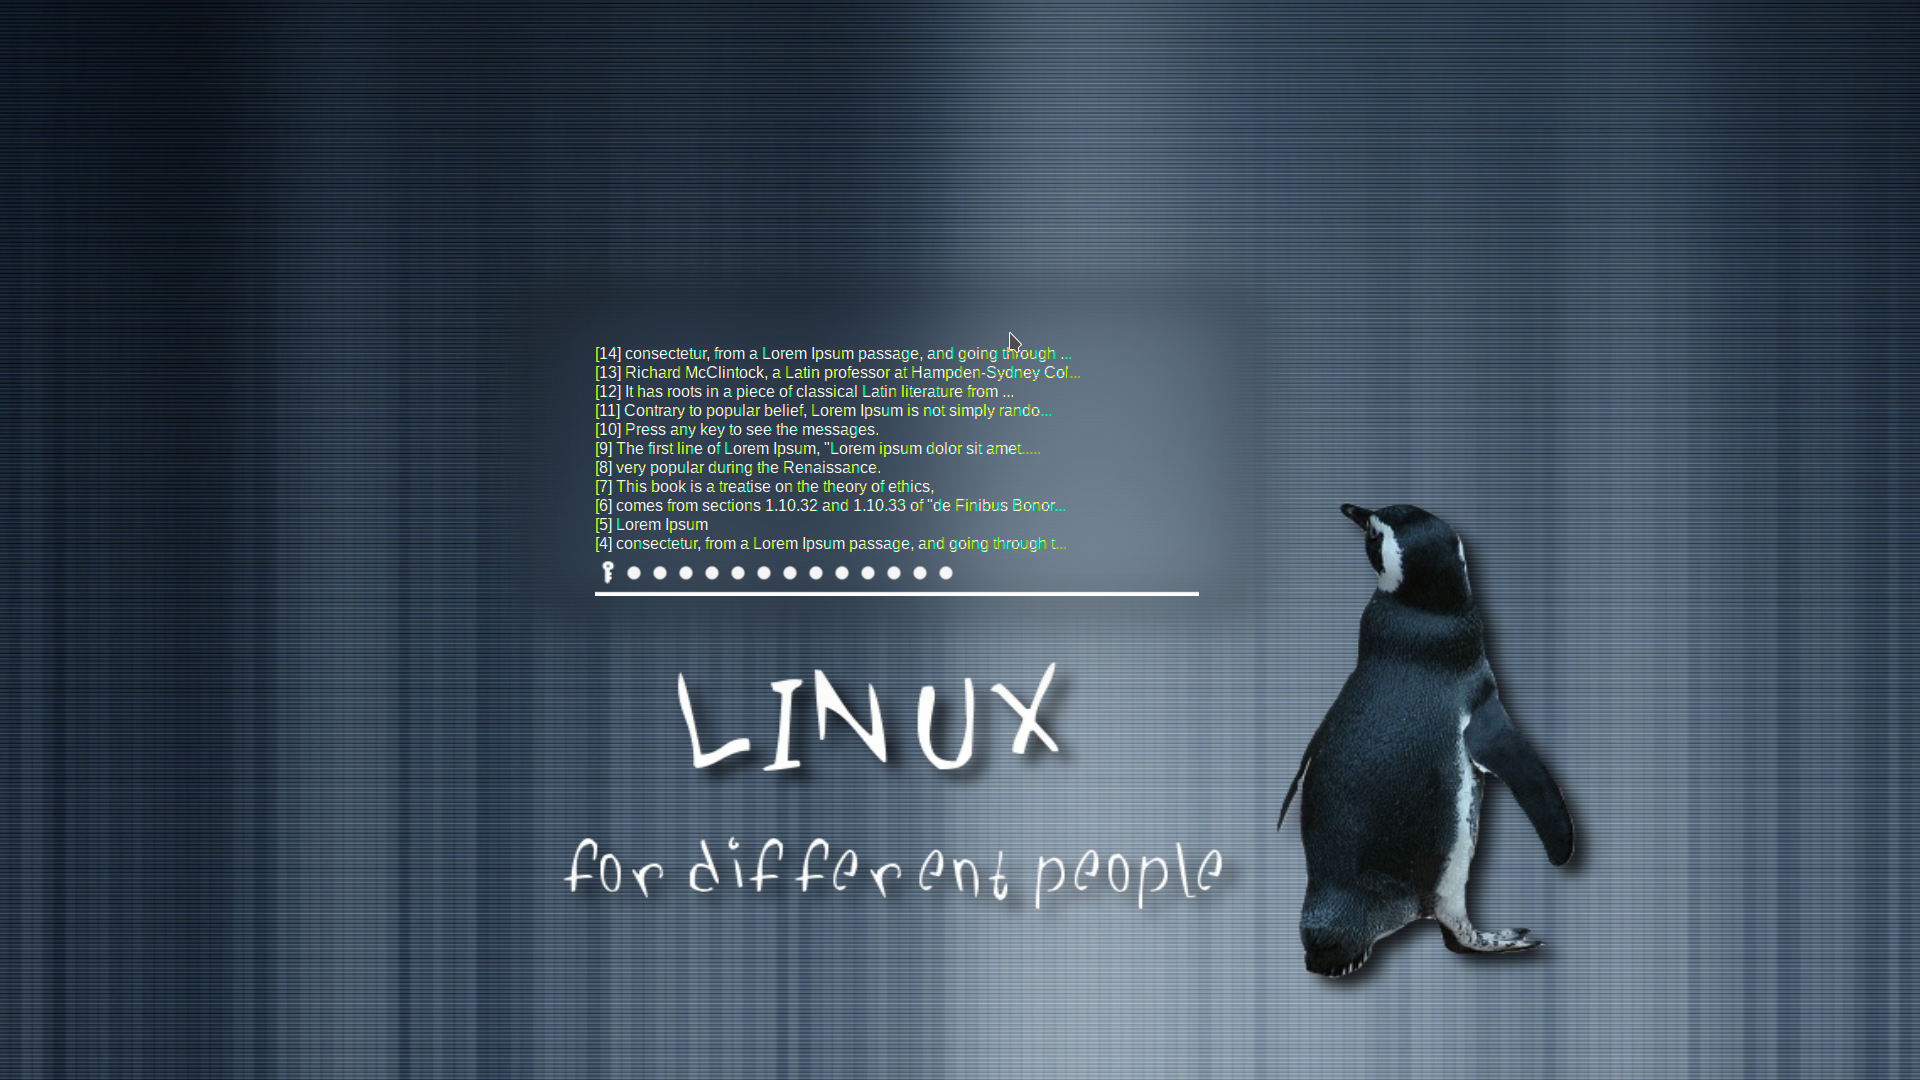 [14] consectetur, from a Lorem Ipsum passage, and going through ...
[13] Richard McClintock, a Latin professor at Hampden-Sydney Col...
[12] It has roots in a piece of classical Latin literature from ...
[11] Contrary to popular belief, Lorem Ipsum is not simply rando...
[10] Press any key to see the messages.
[9] The first line of Lorem Ipsum, "Lorem ipsum dolor sit amet.....
[8] very popular during the Renaissance.
[7] This book is a treatise on the theory of ethics,
[6] comes from sections 1.10.32 and 1.10.33 of "de Finibus Bonor...
[5] Lorem Ipsum
[4] consectetur, from a Lorem Ipsum passage, and going through t...
LINUX
for different people